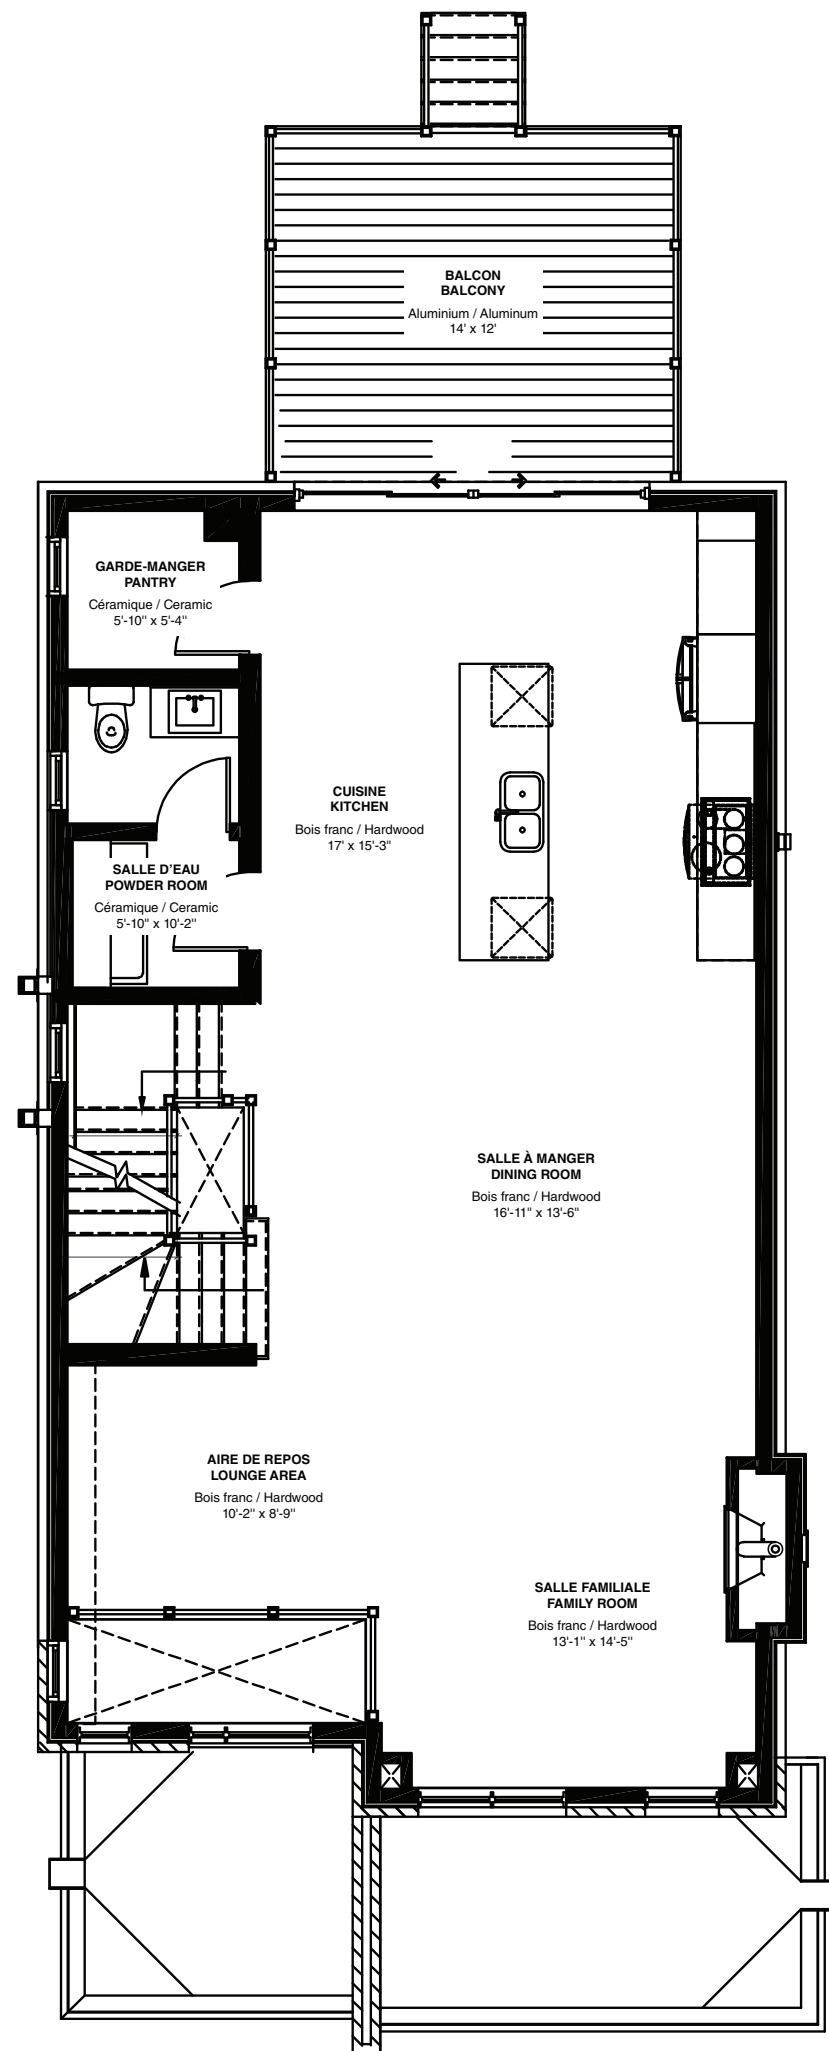 BALCON
BALCONY
Aluminium / Aluminum
14' x 12'
GARDE-MANGER
PANTRY
Céramique / Ceramic
5'-10" x 5'-4"
CUISINE
KITCHEN
Bois franc / Hardwood
17' x 15'-3"
SALLE D'EAU
POWDER ROOM
Céramique / Ceramic
5'-10" x 10'-2"
SALLE À MANGER
DINING ROOM
Bois franc / Hardwood
16'-11" x 13'-6"
AIRE DE REPOS
LOUNGE AREA
Bois franc / Hardwood
10'-2" x 8'-9"
SALLE FAMILIALE
FAMILY ROOM
Bois franc / Hardwood
13'-1" x 14'-5"